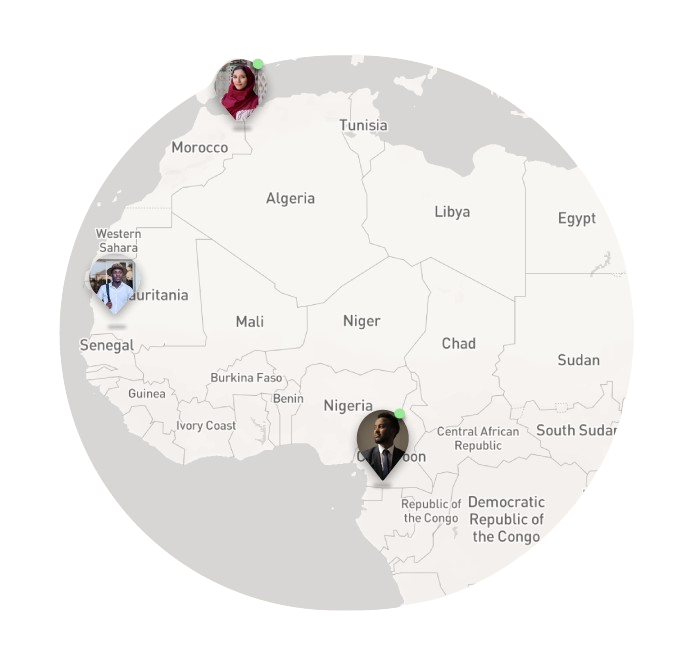 Tunisia
Morocco
Algeria
Libya
Egypt
Western
Sahara
uritania
Mali
Niger
Chad
Senegal
Sudan
Burkina Faso
Guinea
Benin
Nigeria
Ivory Coast
Central African
Republic
South Sudan
C oon
Republic of
the Congo
Democratic
Republic of
the Congo